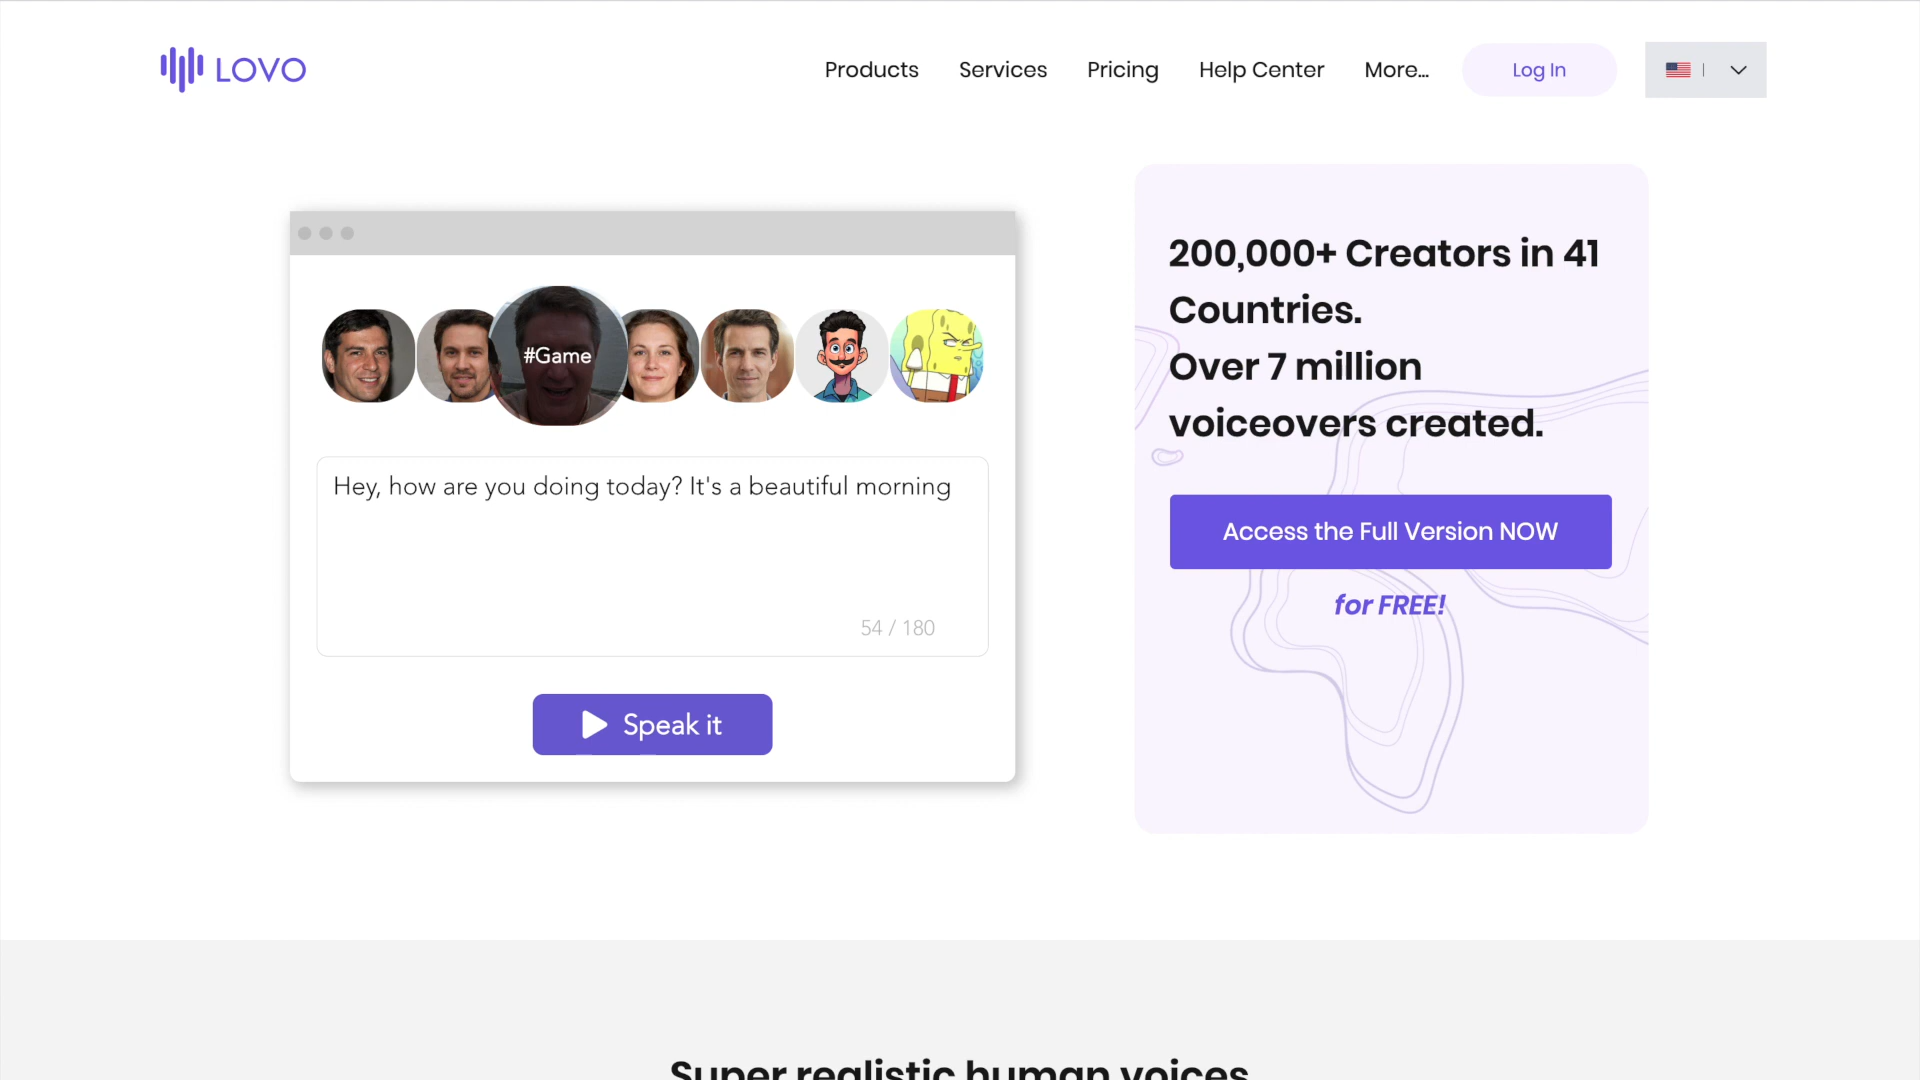 LOVO
Products Services Pricing Help Center More... Log In
#Game
Hey, how are you doing today? It's a beautiful morning
54 / 180
Speak it
200,000+ Creators in 41
Countries.
Over 7 million
voiceovers created.
Access the Full Version NOW
for FREE!
Super realistic human voices